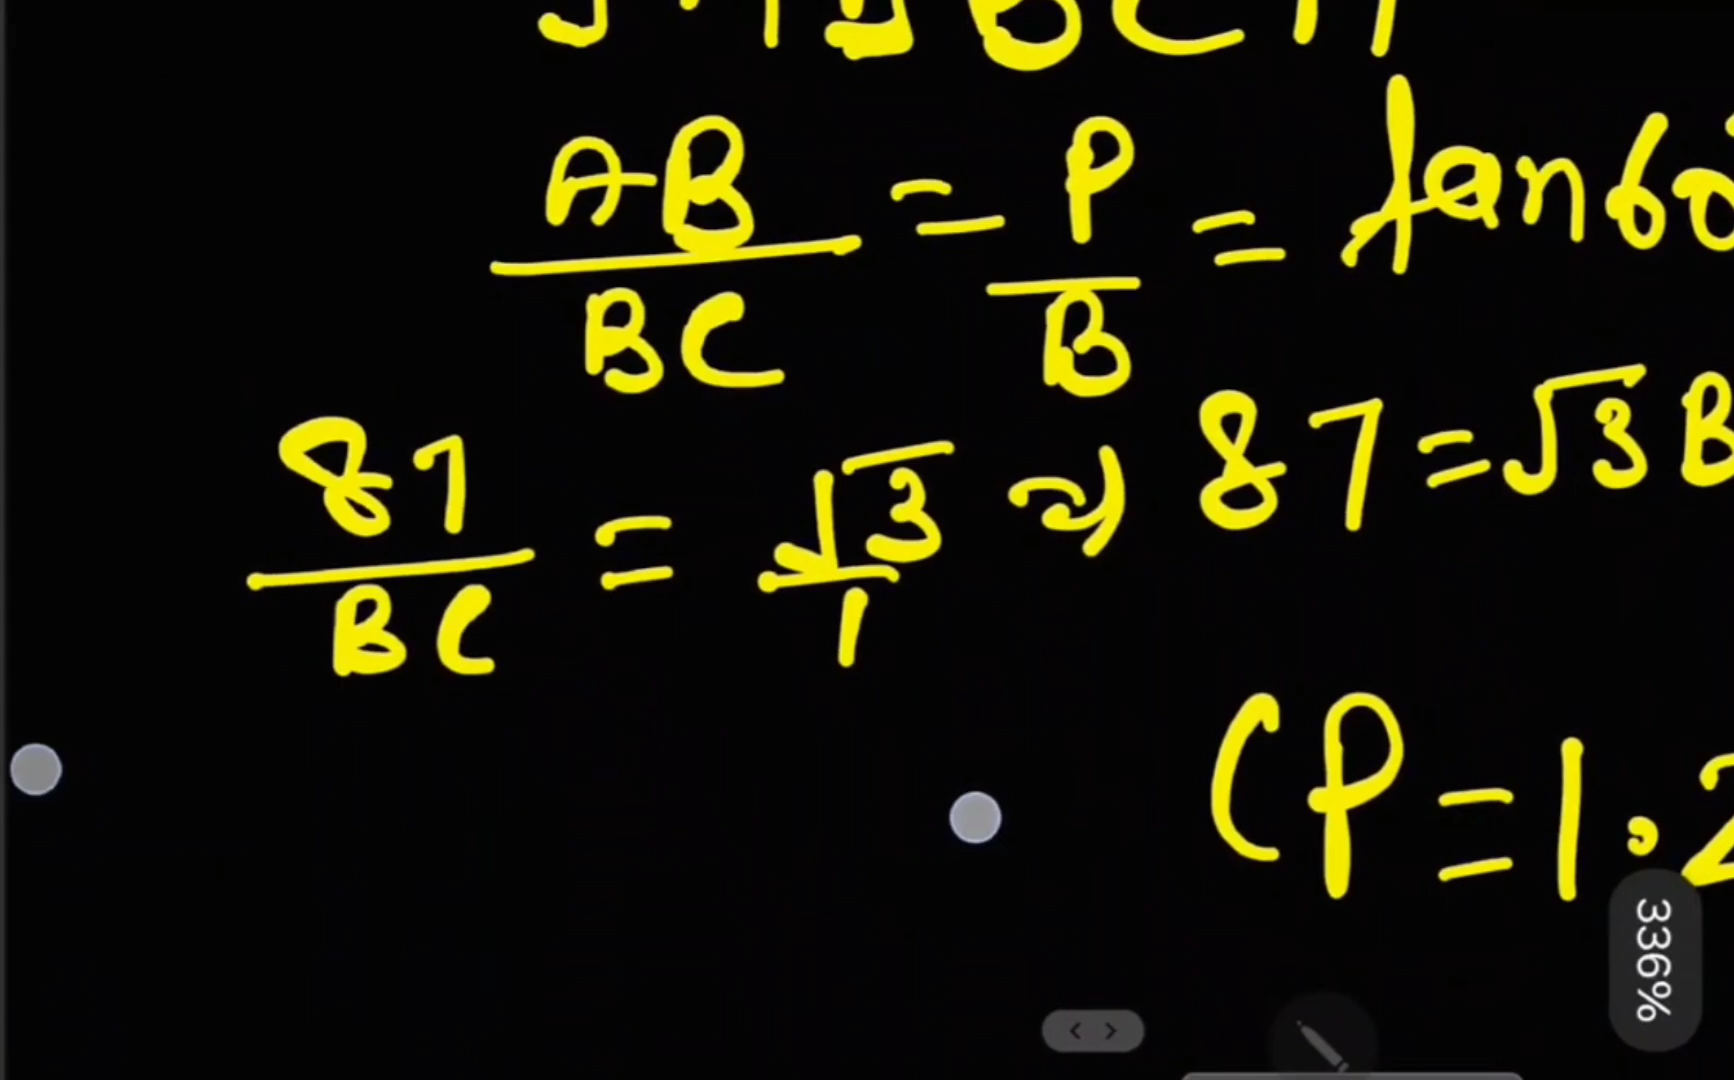 AB/BC = P/B = tan60
87/BC = √3/1 ⇒ 87 = √3 B
CP = 1.2
336%